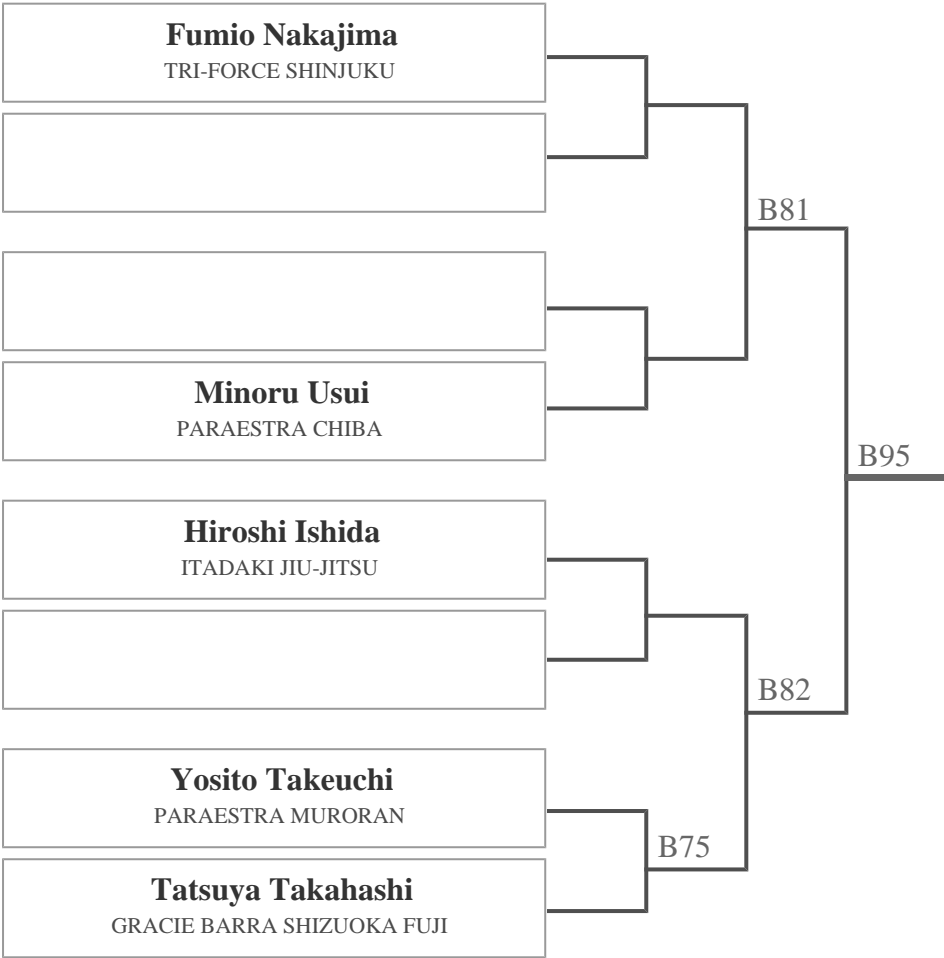 Fumio Nakajima
TRI-FORCE SHINJUKU
B81
Minoru Usui
PARAESTRA CHIBA
B95
Hiroshi Ishida
ITADAKI JIU-JITSU
B82
Yosito Takeuchi
PARAESTRA MURORAN
B75
Tatsuya Takahashi
GRACIE BARRA SHIZUOKA FUJI